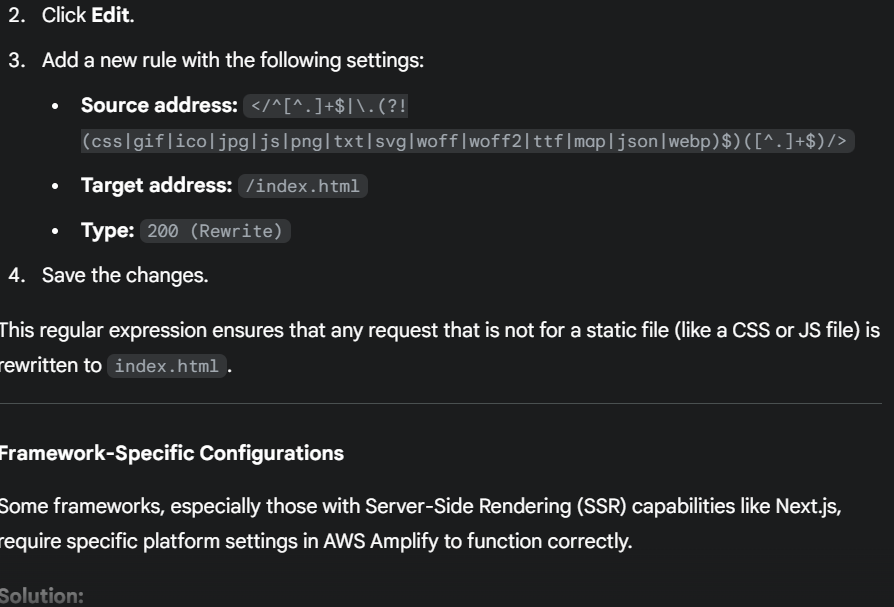 2. Click Edit.
3. Add a new rule with the following settings:
• Source address: </^[^.]+$|\.(?!
(css|gif|ico|jpg|js|png|txt|svg|woff|woff2|ttf|map|json|webp)$)([^.]+$)/>
• Target address: /index.html
• Type: 200 (Rewrite)
4. Save the changes.
This regular expression ensures that any request that is not for a static file (like a CSS or JS file) is
rewritten to index.html.
Framework-Specific Configurations
Some frameworks, especially those with Server-Side Rendering (SSR) capabilities like Next.js,
require specific platform settings in AWS Amplify to function correctly.
Solution: